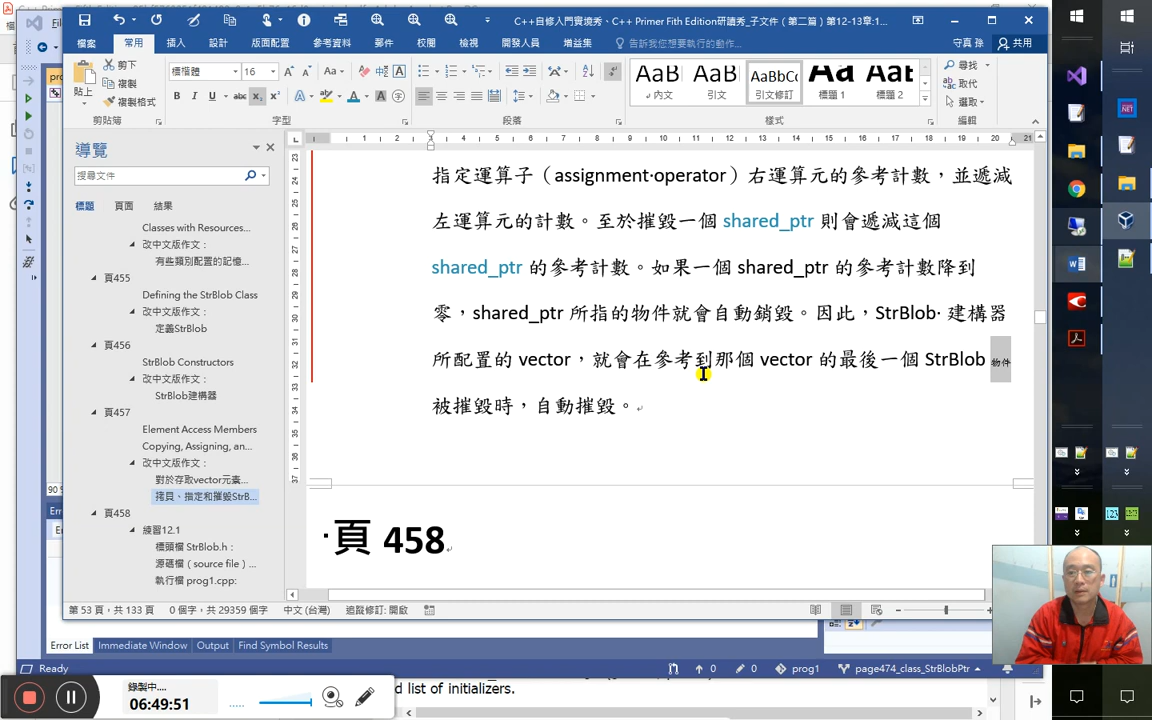 C++自修入門實境秀、C++ Primer Fith Edition研讀秀_子文件（第二篇）第12-13章:1...
檔案 常用 插入 設計 版面配置 參考資料 郵件 校閱 檢視 開發人員 增益集 告訴我您想要執行的動作... 守真 孫 共用
貼上
剪下
複製
複製格式
剪貼簿
標楷體 16
字型
段落
AaB AaB AaBbCc AaB Aat
內文 引文 引文修訂 標題 1 標題 2
樣式
尋找
取代
選取
編輯
導覽
搜尋文件
標題 頁面 結果
Classes with Resources...
改中文版作文：
有些類別配置的記憶...
頁455
Defining the StrBlob Class
改中文版作文：
定義StrBlob
頁456
StrBlob Constructors
改中文版作文：
StrBlob建構器
頁457
Element Access Members
Copying, Assigning, an...
改中文版作文：
對於存取vector元素...
拷貝、指定和摧毀StrB...
頁458
練習12.1
標頭檔 StrBlob.h：
源碼檔（source file）...
執行檔 prog1.cpp:
指定運算子（assignment·operator）右運算元的參考計數，並遞減
左運算元的計數。至於摧毀一個 shared_ptr 則會遞減這個
shared_ptr 的參考計數。如果一個 shared_ptr 的參考計數降到
零，shared_ptr 所指的物件就會自動銷毀。因此，StrBlob· 建構器
所配置的 vector，就會在參考到那個 vector 的最後一個 StrBlob 物件
被摧毀時，自動摧毀。
頁 458
第 53 頁，共 133 頁 0 個字，共 29359 個字 中文 (台灣) 追蹤修訂: 開啟
Error List Immediate Window Output Find Symbol Results
Ready 0 0 prog1 page474_class_StrBlobPtr
錄製中....
06:49:51
d list of initializers.